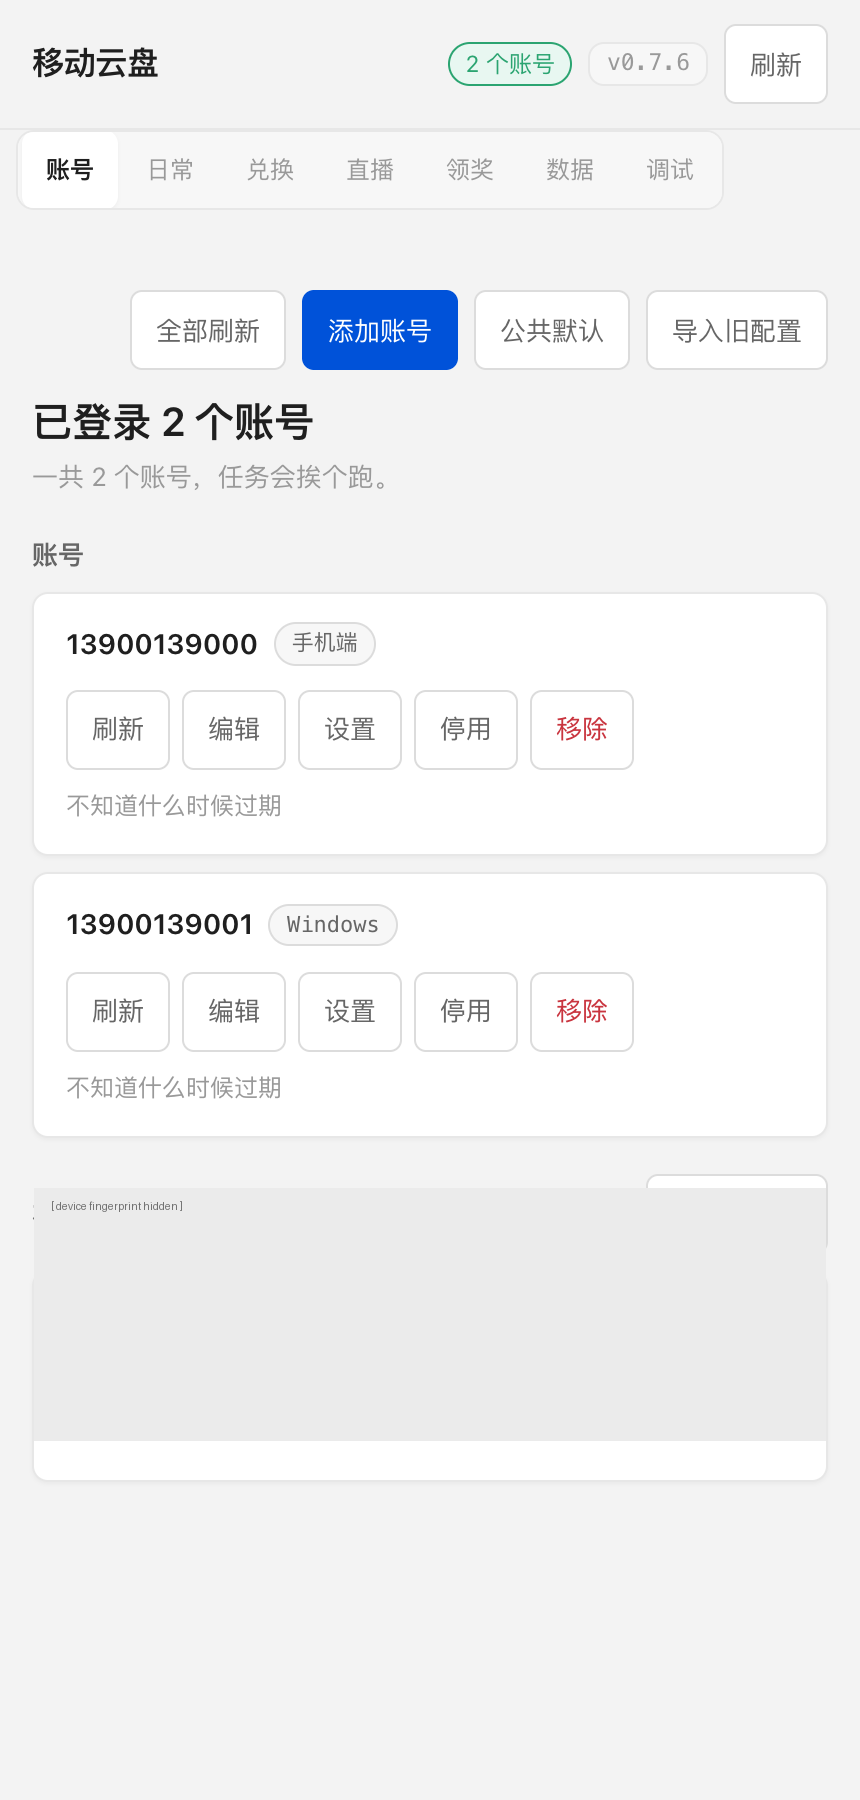 移动云盘
2 个账号
v0.7.6
刷新
账号 日常 兑换 直播 领奖 数据 调试
全部刷新 添加账号 公共默认 导入旧配置
已登录 2 个账号
一共 2 个账号，任务会挨个跑。
账号
13900139000 手机端
刷新 编辑 设置 停用 移除
不知道什么时候过期
13900139001 Windows
刷新 编辑 设置 停用 移除
不知道什么时候过期
[device fingerprint hidden]